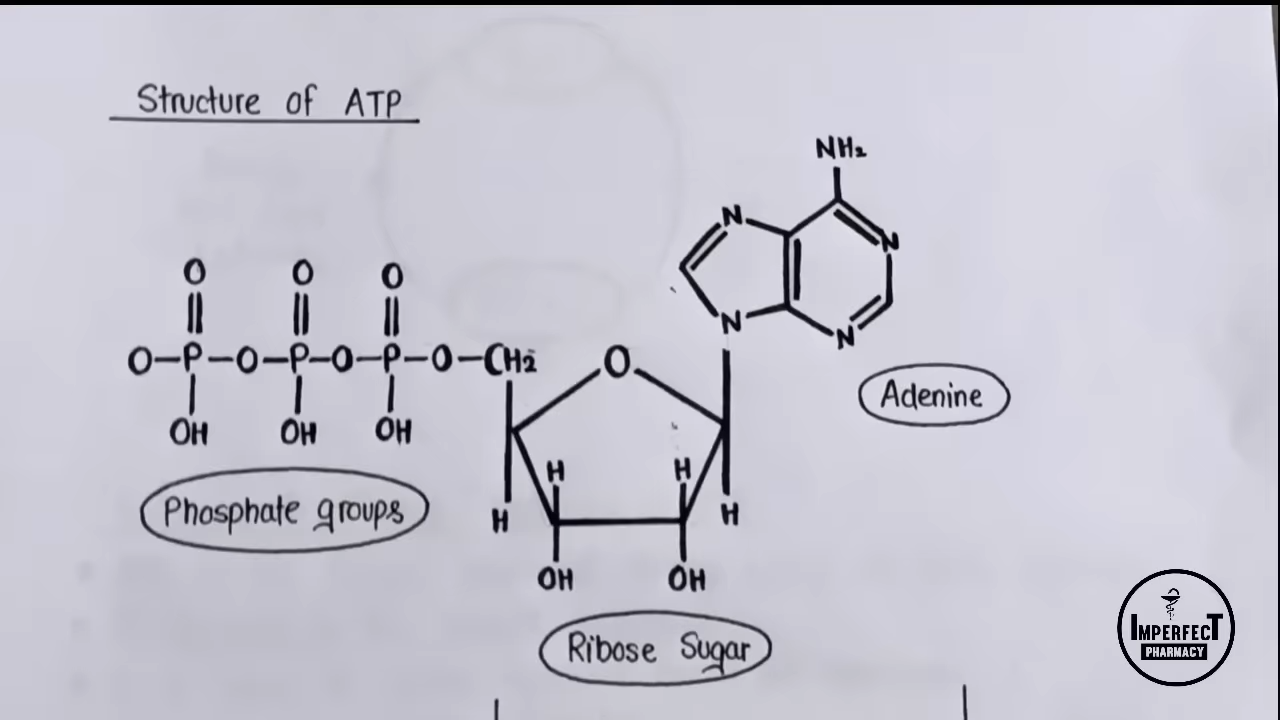 Structure of ATP
NH₂
N
N
N
N
O O O
O–P–O–P–O–P–O–CH₂
O
OH OH OH
Adenine
H H
Phosphate groups
H H
OH OH
Ribose Sugar
IMPERFECT
PHARMACY